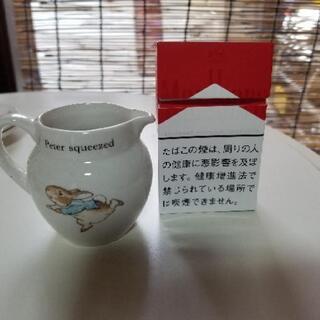 Peter squeezed
たばこの煙は、周りの人
の健康に悪影響を及ぼ
します。健康増進法で
禁じられている場所で
は喫煙できません。